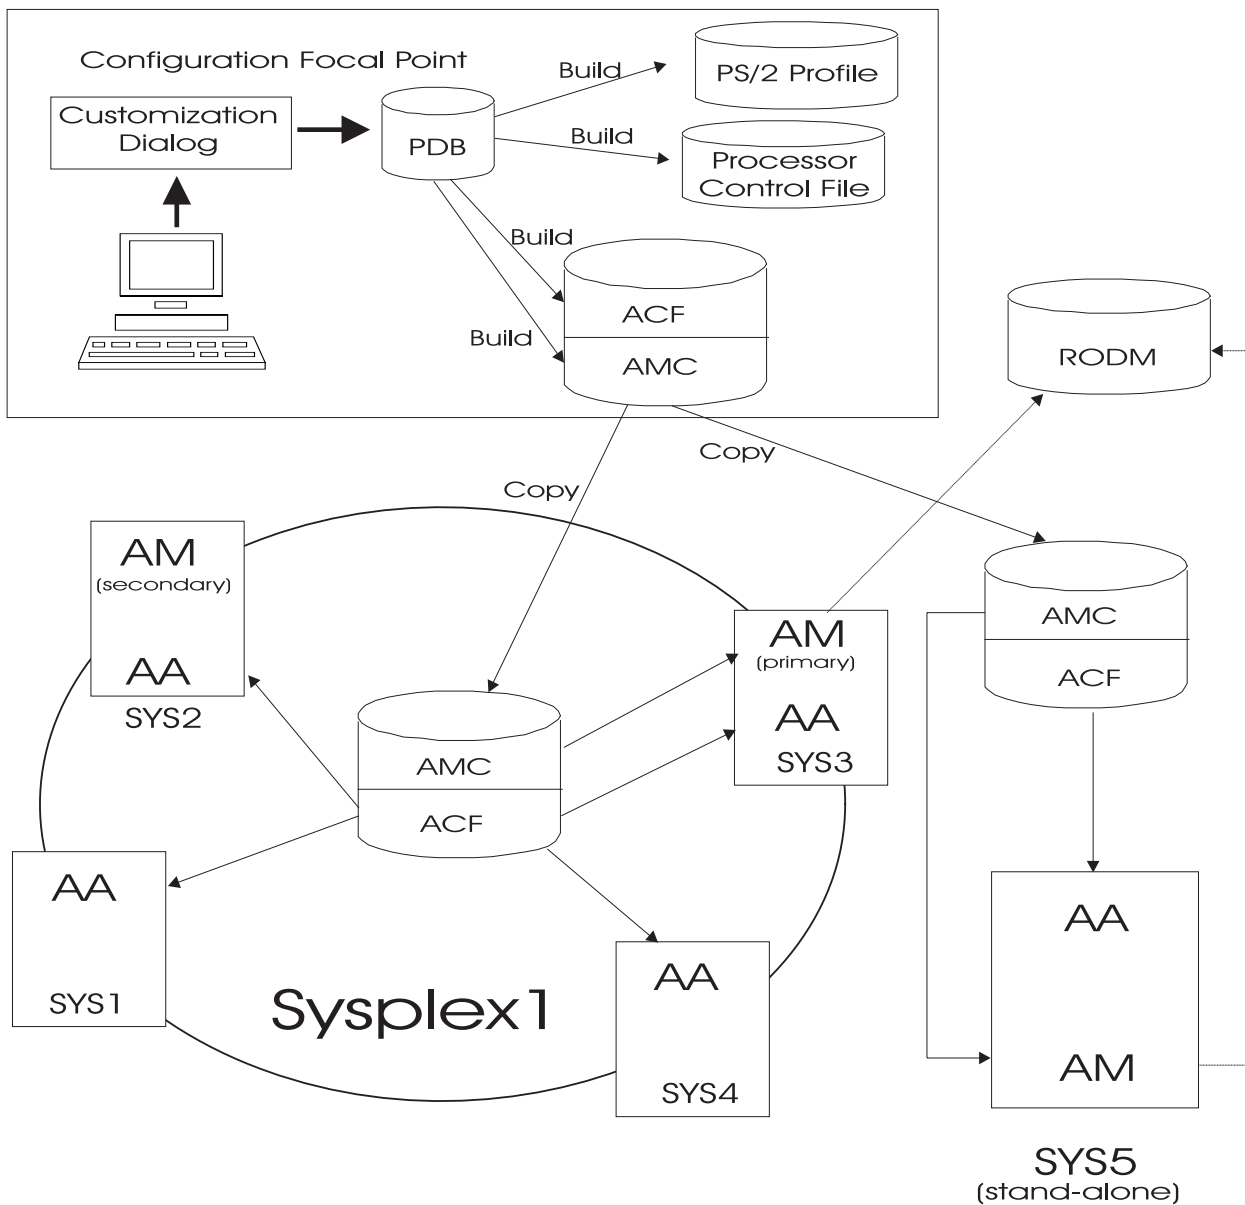 Configuration Focal Point
Customization
Dialog
PDB
Build
PS/2 Profile
Build
Processor
Control File
Build
Build
ACF
AMC
RODM
Copy
Copy
AM
(secondary)
AA
SYS2
AM
(primary)
AA
SYS3
AMC
ACF
AMC
ACF
AA
SYS1
Sysplex1
AA
SYS4
AA
AM
SYS5
(stand-alone)